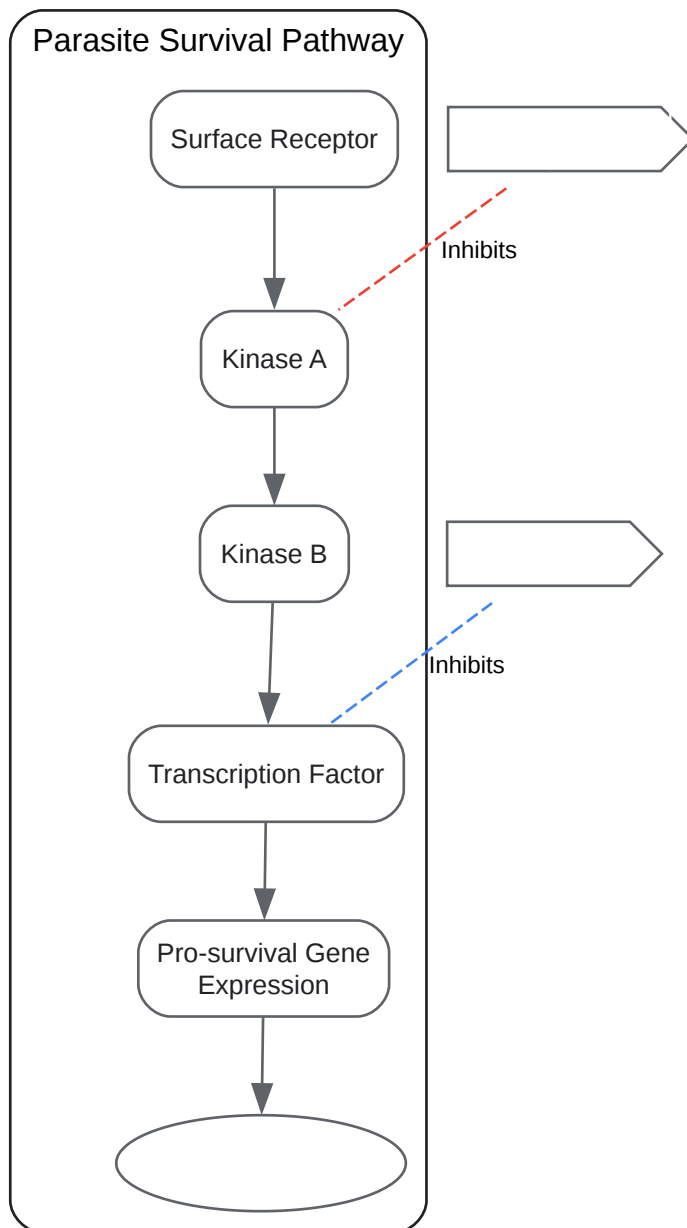 Parasite Survival Pathway
Surface Receptor
Inhibits
Kinase A
Kinase B
Inhibits
Transcription Factor
Pro-survival Gene
Expression